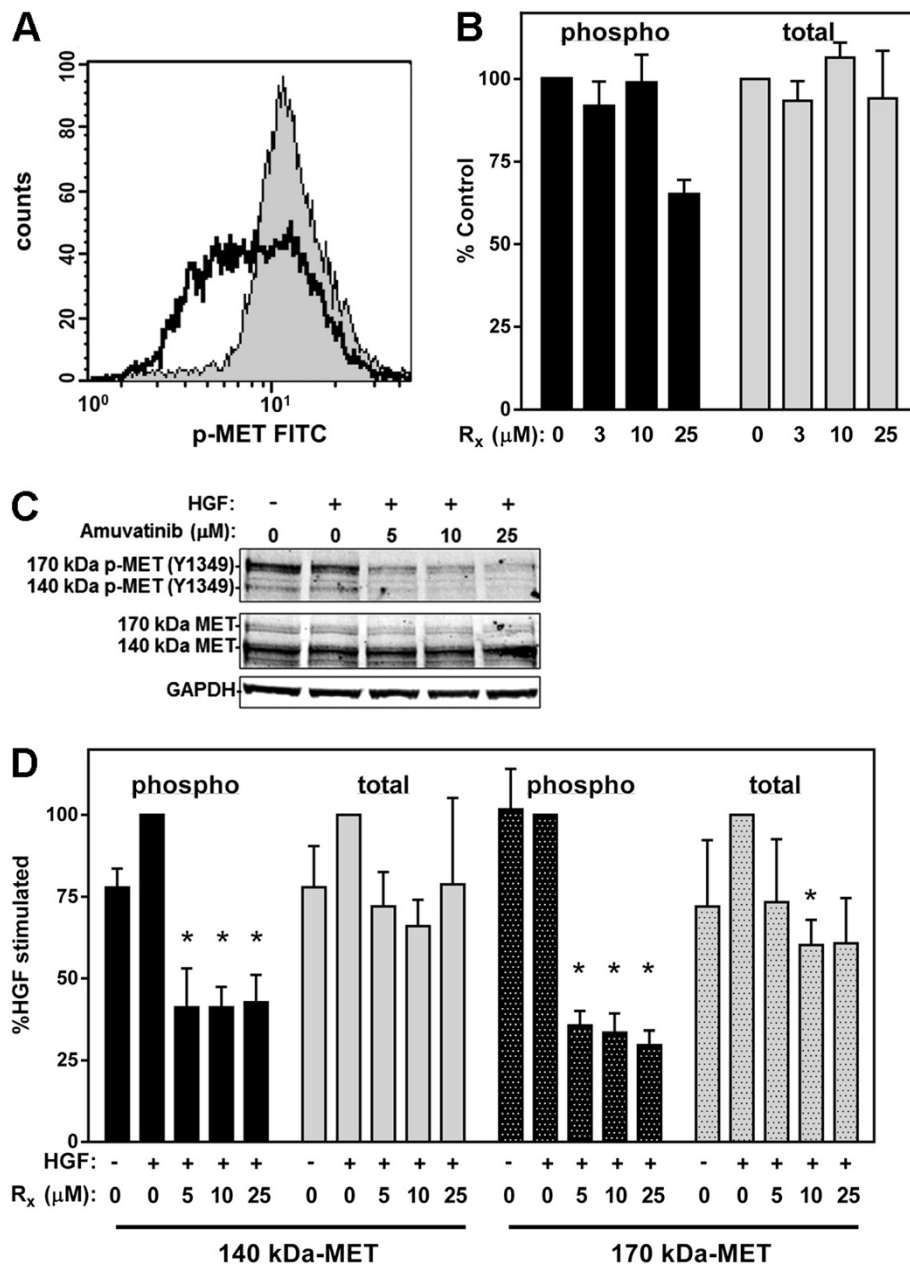 A
100
80
60
40
20
0
counts
10⁰ 10¹
p-MET FITC
B
phospho total
100
75
50
25
0
% Control
Rₓ (µM): 0 3 10 25 0 3 10 25
C
HGF: - + + + +
Amuvatinib (µM): 0 0 5 10 25
170 kDa p-MET (Y1349)
140 kDa p-MET (Y1349)
170 kDa MET
140 kDa MET
GAPDH
D
phospho total phospho total
100
75
50
25
0
%HGF stimulated
* * * * * * *
HGF: - + + + + - + + + + - + + + + - + + + +
Rₓ (µM): 0 0 5 10 25 0 0 5 10 25 0 0 5 10 25 0 0 5 10 25
140 kDa-MET 170 kDa-MET